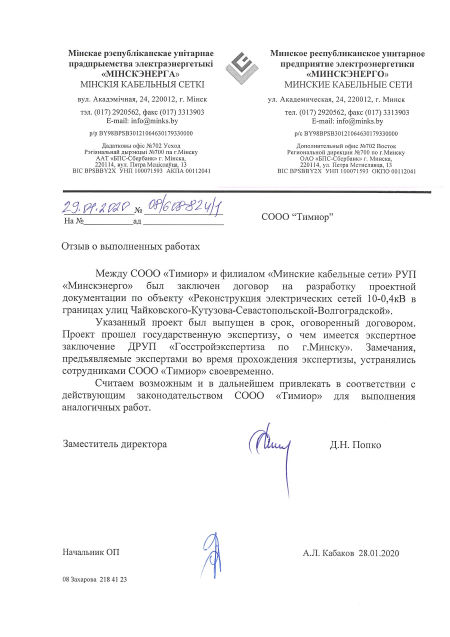 Мінскае рэспубліканскае унітарнае
прадпрыемства электраэнергетыкі
«МІНСКЭНЕРГА»
МІНСКІЯ КАБЕЛЬНЫЯ СЕТКІ
вул. Акадэмічная, 24, 220012, г. Мінск
тэл. (017) 2920562, факс (017) 3313903
E-mail: info@minks.by
р/р BY98BPSB30121064630179330000
Дадатковы офіс №702 Усход
Рэгіянальнай дырэкцыі №700 па г.Мінску
ААТ «БПС-Сбербанк» г. Мінска,
220114, вул. Пятра Мсціслаўца, 13
BIC BPSBBY2X УНП 100071593 АКПА 00112041
Минское республиканское унитарное
предприятие электроэнергетики
«МИНСКЭНЕРГО»
МИНСКИЕ КАБЕЛЬНЫЕ СЕТИ
ул. Академическая, 24, 220012, г. Минск
тел. (017) 2920562, факс (017) 3313903
E-mail: info@minks.by
р/р BY98BPSB30121064630179330000
Дополнительный офис №702 Восток
Региональной дирекции №700 по г.Минску
ОАО «БПС-Сбербанк» г. Минска,
220114, ул. Петра Мстиславца, 13
BIC BPSBBY2X УНП 100071593 ОКПО 00112041
29.01.2020 № 08/608-824/1
На № ад
СООО “Тимиор”
Отзыв о выполненных работах
Между СООО «Тимиор» и филиалом «Минские кабельные сети» РУП
«Минскэнерго» был заключен договор на разработку проектной
документации по объекту «Реконструкция электрических сетей 10-0,4кВ в
границах улиц Чайковского-Кутузова-Севастопольской-Волгоградской».
Указанный проект был выпущен в срок, оговоренный договором.
Проект прошел государственную экспертизу, о чем имеется экспертное
заключение ДРУП «Госстройэкспертиза по г.Минску». Замечания,
предъявляемые экспертами во время прохождения экспертизы, устранялись
сотрудниками СООО «Тимиор» своевременно.
Считаем возможным и в дальнейшем привлекать в соответствии с
действующим законодательством СООО «Тимиор» для выполнения
аналогичных работ.
Заместитель директора Д.Н. Попко
Начальник ОП А.Л. Кабаков 28.01.2020
08 Захарова 218 41 23